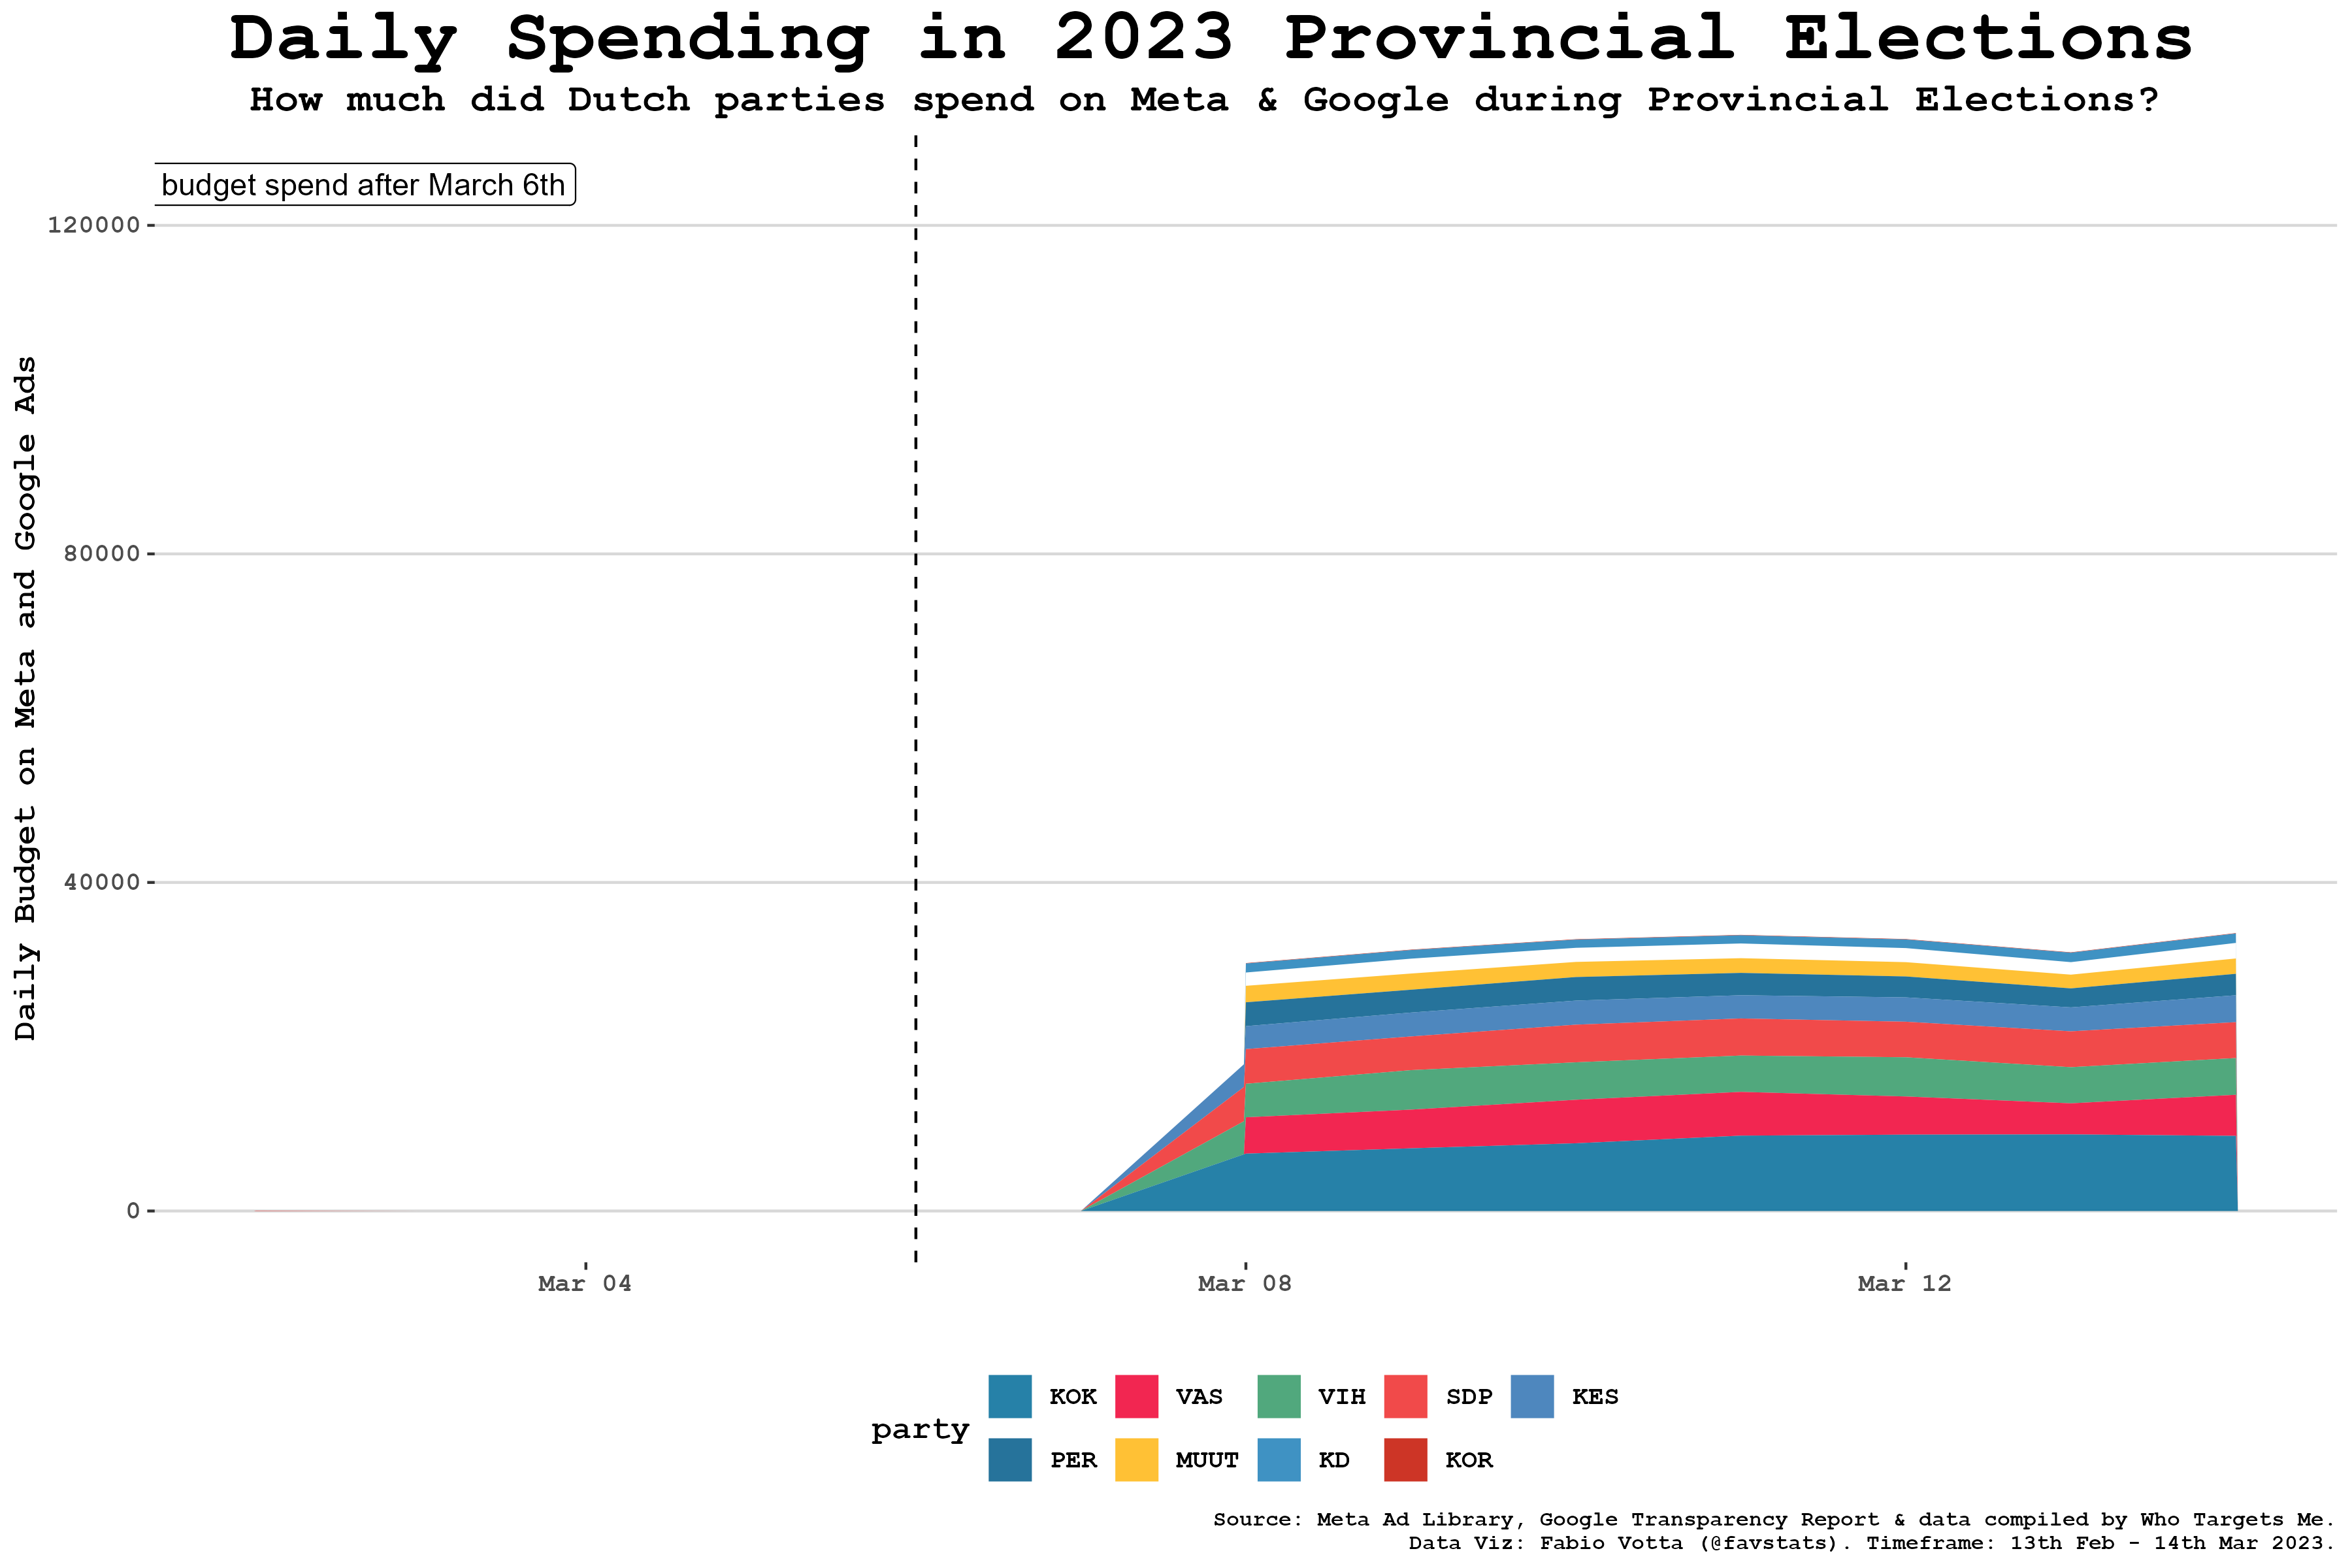 Daily Spending in 2023 Provincial Elections
How much did Dutch parties spend on Meta & Google during Provincial Elections?
budget spend after March 6th
Daily Budget on Meta and Google Ads
120000
80000
40000
0
Mar 04 Mar 08 Mar 12
party
KOK VAS VIH SDP KES
PER MUUT KD KOR
Source: Meta Ad Library, Google Transparency Report & data compiled by Who Targets Me.
Data Viz: Fabio Votta (@favstats). Timeframe: 13th Feb - 14th Mar 2023.